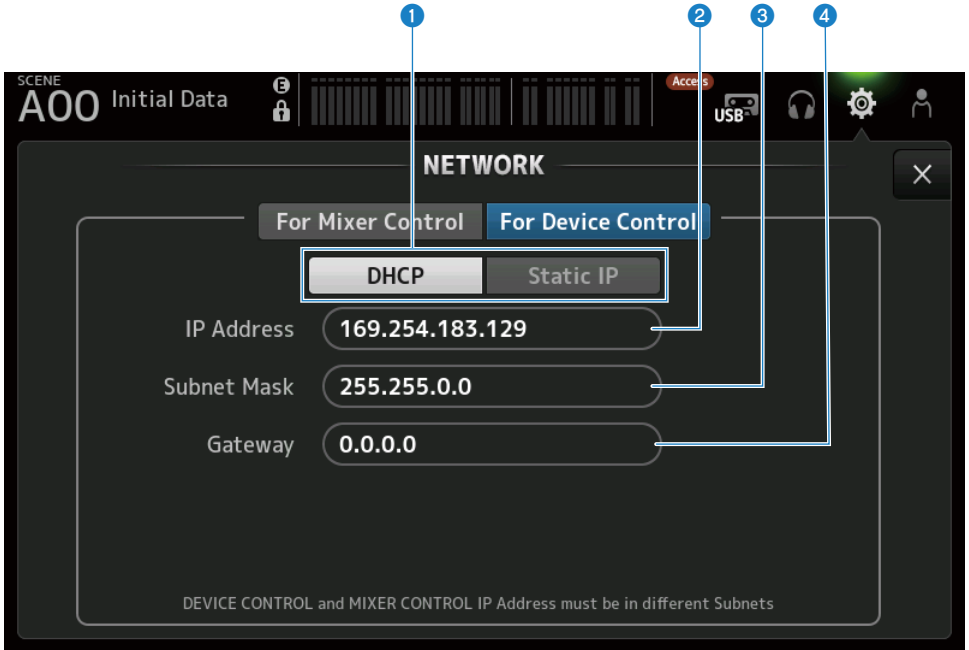 1 2 3 4
SCENE
A00 Initial Data
E
Access
USB
NETWORK
For Mixer Control For Device Control
DHCP Static IP
IP Address 169.254.183.129
Subnet Mask 255.255.0.0
Gateway 0.0.0.0
DEVICE CONTROL and MIXER CONTROL IP Address must be in different Subnets